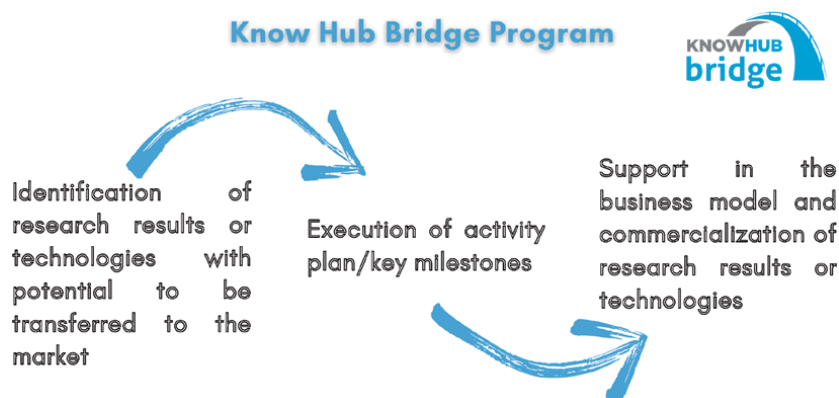 Know Hub Bridge Program
KNOWHUB
bridge
Identification of
research results or
technologies with
potential to be
transferred to the
market
Execution of activity
plan/key milestones
Support in the
business model and
commercialization of
research results or
technologies